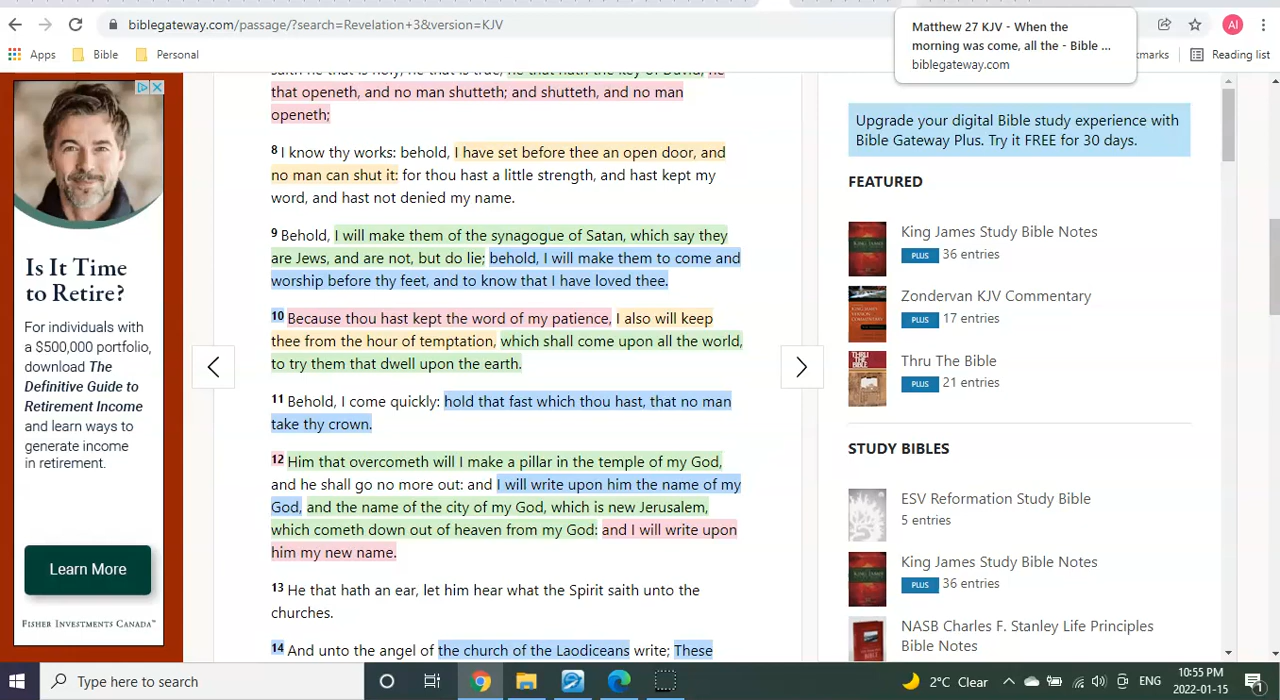 biblegateway.com/passage/?search=Revelation+3&version=KJV
Matthew 27 KJV - When the
morning was come, all the - Bible ...
biblegateway.com
AI
Apps
Bible
Personal
Reading list
Is It Time
to Retire?
For individuals with
a $500,000 portfolio,
download The
Definitive Guide to
Retirement Income
and learn ways to
generate income
in retirement.
Learn More
FISHER INVESTMENTS CANADA™
that openeth, and no man shutteth; and shutteth, and no man
openeth;
8 I know thy works: behold, I have set before thee an open door, and
no man can shut it: for thou hast a little strength, and hast kept my
word, and hast not denied my name.
9 Behold, I will make them of the synagogue of Satan, which say they
are Jews, and are not, but do lie; behold, I will make them to come and
worship before thy feet, and to know that I have loved thee.
10 Because thou hast kept the word of my patience, I also will keep
thee from the hour of temptation, which shall come upon all the world,
to try them that dwell upon the earth.
11 Behold, I come quickly: hold that fast which thou hast, that no man
take thy crown.
12 Him that overcometh will I make a pillar in the temple of my God,
and he shall go no more out: and I will write upon him the name of my
God, and the name of the city of my God, which is new Jerusalem,
which cometh down out of heaven from my God: and I will write upon
him my new name.
13 He that hath an ear, let him hear what the Spirit saith unto the
churches.
14 And unto the angel of the church of the Laodiceans write; These
Upgrade your digital Bible study experience with
Bible Gateway Plus. Try it FREE for 30 days.
FEATURED
King James Study Bible Notes
PLUS 36 entries
Zondervan KJV Commentary
PLUS 17 entries
Thru The Bible
PLUS 21 entries
STUDY BIBLES
ESV Reformation Study Bible
5 entries
King James Study Bible Notes
PLUS 36 entries
NASB Charles F. Stanley Life Principles
Bible Notes
Type here to search
2°C Clear
ENG
10:55 PM
2022-01-15
1